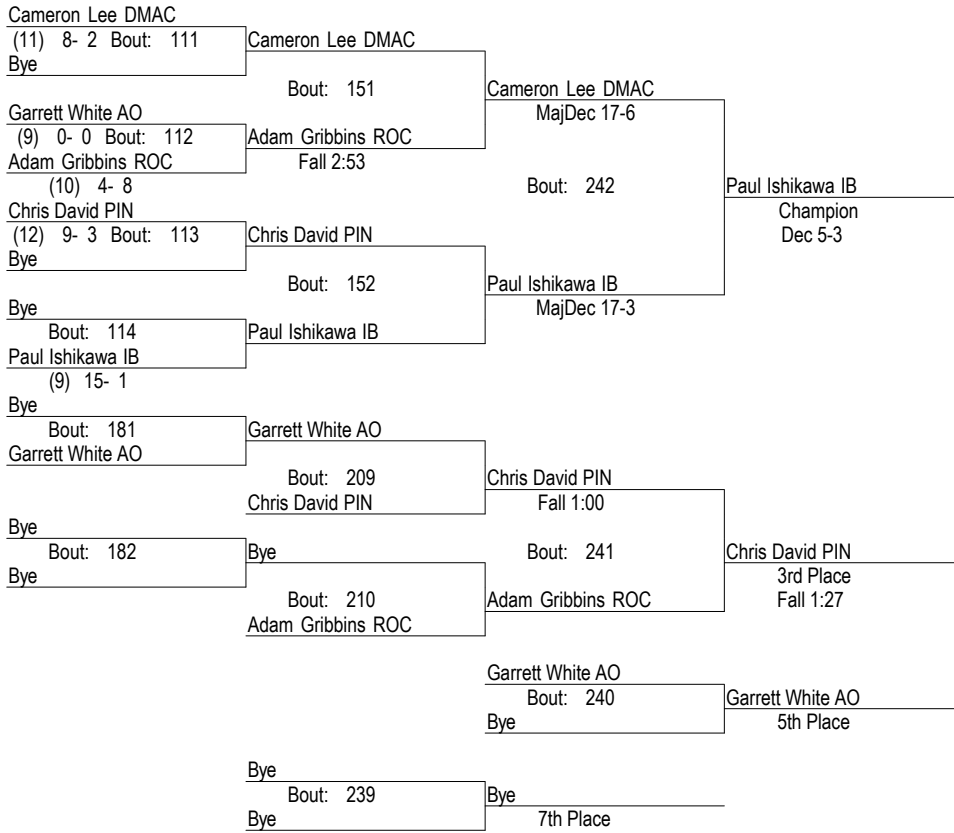 Cameron Lee DMAC
(11) 8- 2 Bout: 111
Bye
Cameron Lee DMAC
Bout: 151
Garrett White AO
(9) 0- 0 Bout: 112
Adam Gribbins ROC
(10) 4- 8
Adam Gribbins ROC
Fall 2:53
Cameron Lee DMAC
MajDec 17-6
Bout: 242
Chris David PIN
(12) 9- 3 Bout: 113
Bye
Chris David PIN
Bout: 152
Bye
Bout: 114
Paul Ishikawa IB
(9) 15- 1
Paul Ishikawa IB
Paul Ishikawa IB
MajDec 17-3
Paul Ishikawa IB
Champion
Dec 5-3
Bye
Bout: 181
Garrett White AO
Garrett White AO
Bout: 209
Chris David PIN
Chris David PIN
Fall 1:00
Bout: 241
Bye
Bout: 182
Bye
Bye
Bout: 210
Adam Gribbins ROC
Adam Gribbins ROC
Chris David PIN
3rd Place
Fall 1:27
Garrett White AO
Bout: 240
Bye
Garrett White AO
5th Place
Bye
Bout: 239
Bye
Bye
7th Place